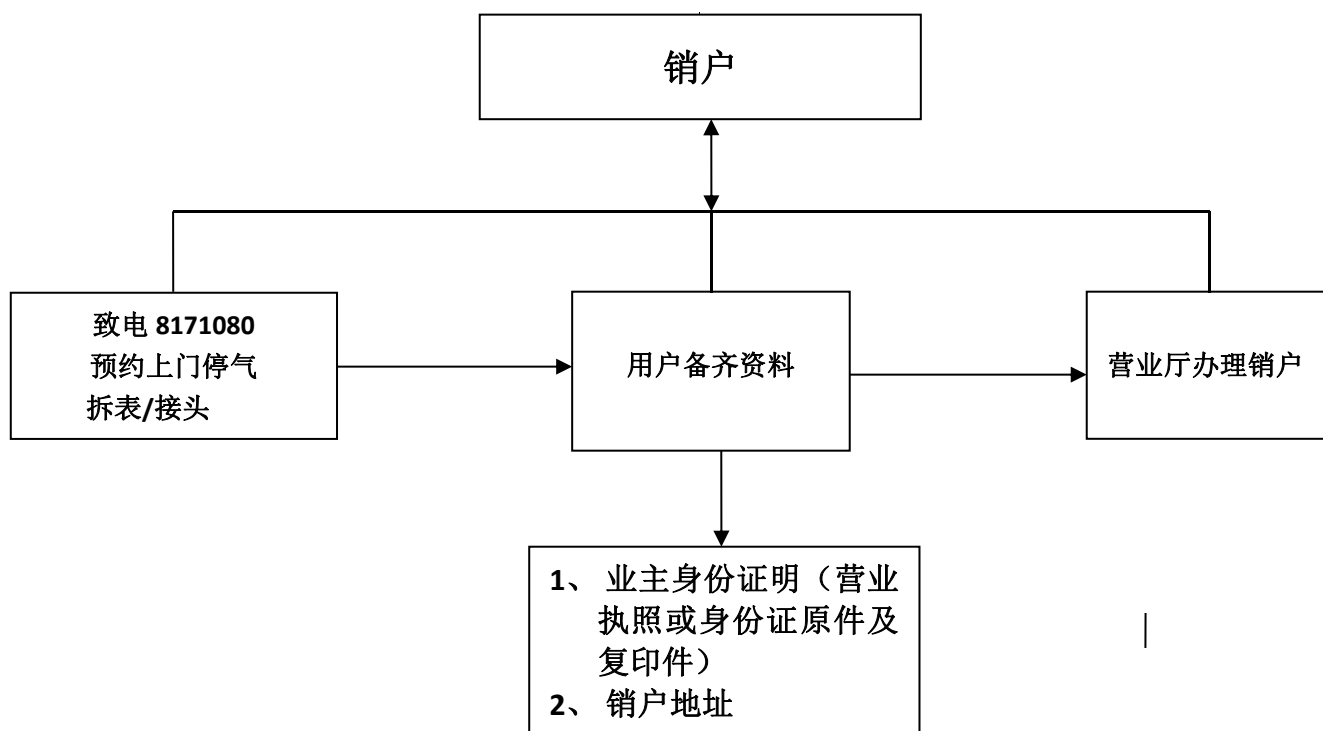 销户
致电 8171080
预约上门停气
拆表/接头
用户备齐资料
营业厅办理销户
1、 业主身份证明（营业
执照或身份证原件及
复印件）
2、 销户地址